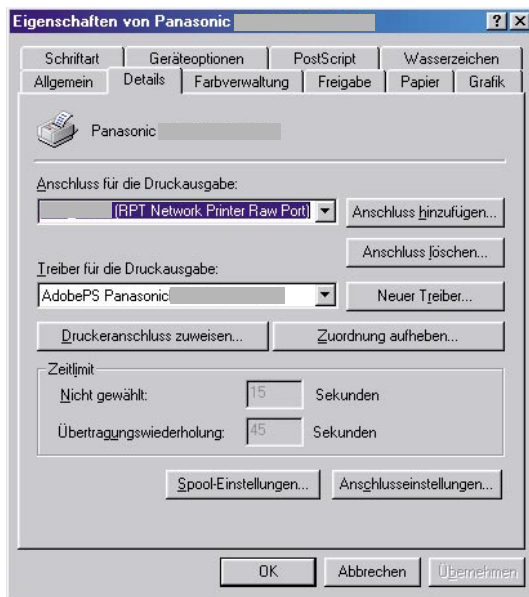 Eigenschaften von Panasonic
Schriftart Geräteoptionen PostScript Wasserzeichen
Allgemein Details Farbverwaltung Freigabe Papier Grafik
Panasonic
Anschluss für die Druckausgabe:
(RPT Network Printer Raw Port) Anschluss hinzufügen...
Anschluss löschen...
Treiber für die Druckausgabe:
AdobePS Panasonic Neuer Treiber...
Druckeranschluss zuweisen... Zuordnung aufheben...
Zeitlimit
Nicht gewählt: 15 Sekunden
Übertragungswiederholung: 45 Sekunden
Spool-Einstellungen... Anschlusseinstellungen...
OK Abbrechen Übernehmen